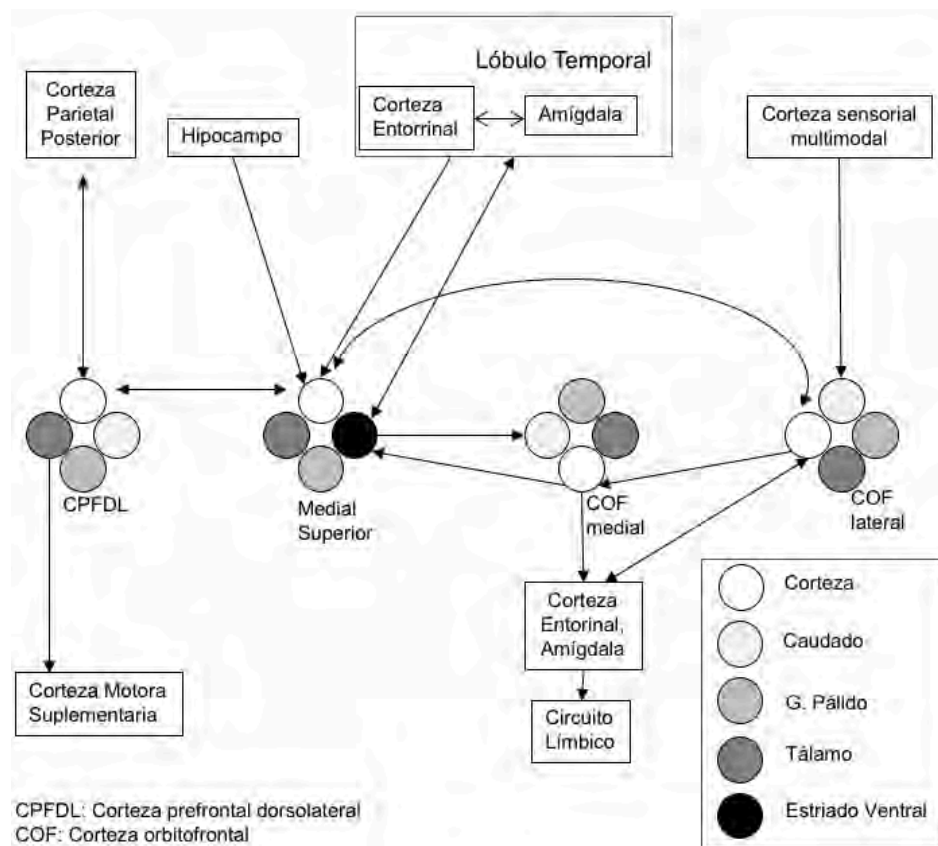 Lóbulo Temporal
Corteza
Parietal
Posterior
Hipocampo
Corteza
Entorrinal
Amígdala
Corteza sensorial
multimodal
CPFDL
Medial
Superior
COF
medial
COF
lateral
Corteza
Entorinal,
Amígdala
Circuito
Límbico
Corteza Motora
Suplementaria
Corteza
Caudado
G. Pálido
Tálamo
Estriado Ventral
CPFDL: Corteza prefrontal dorsolateral
COF: Corteza orbitofrontal